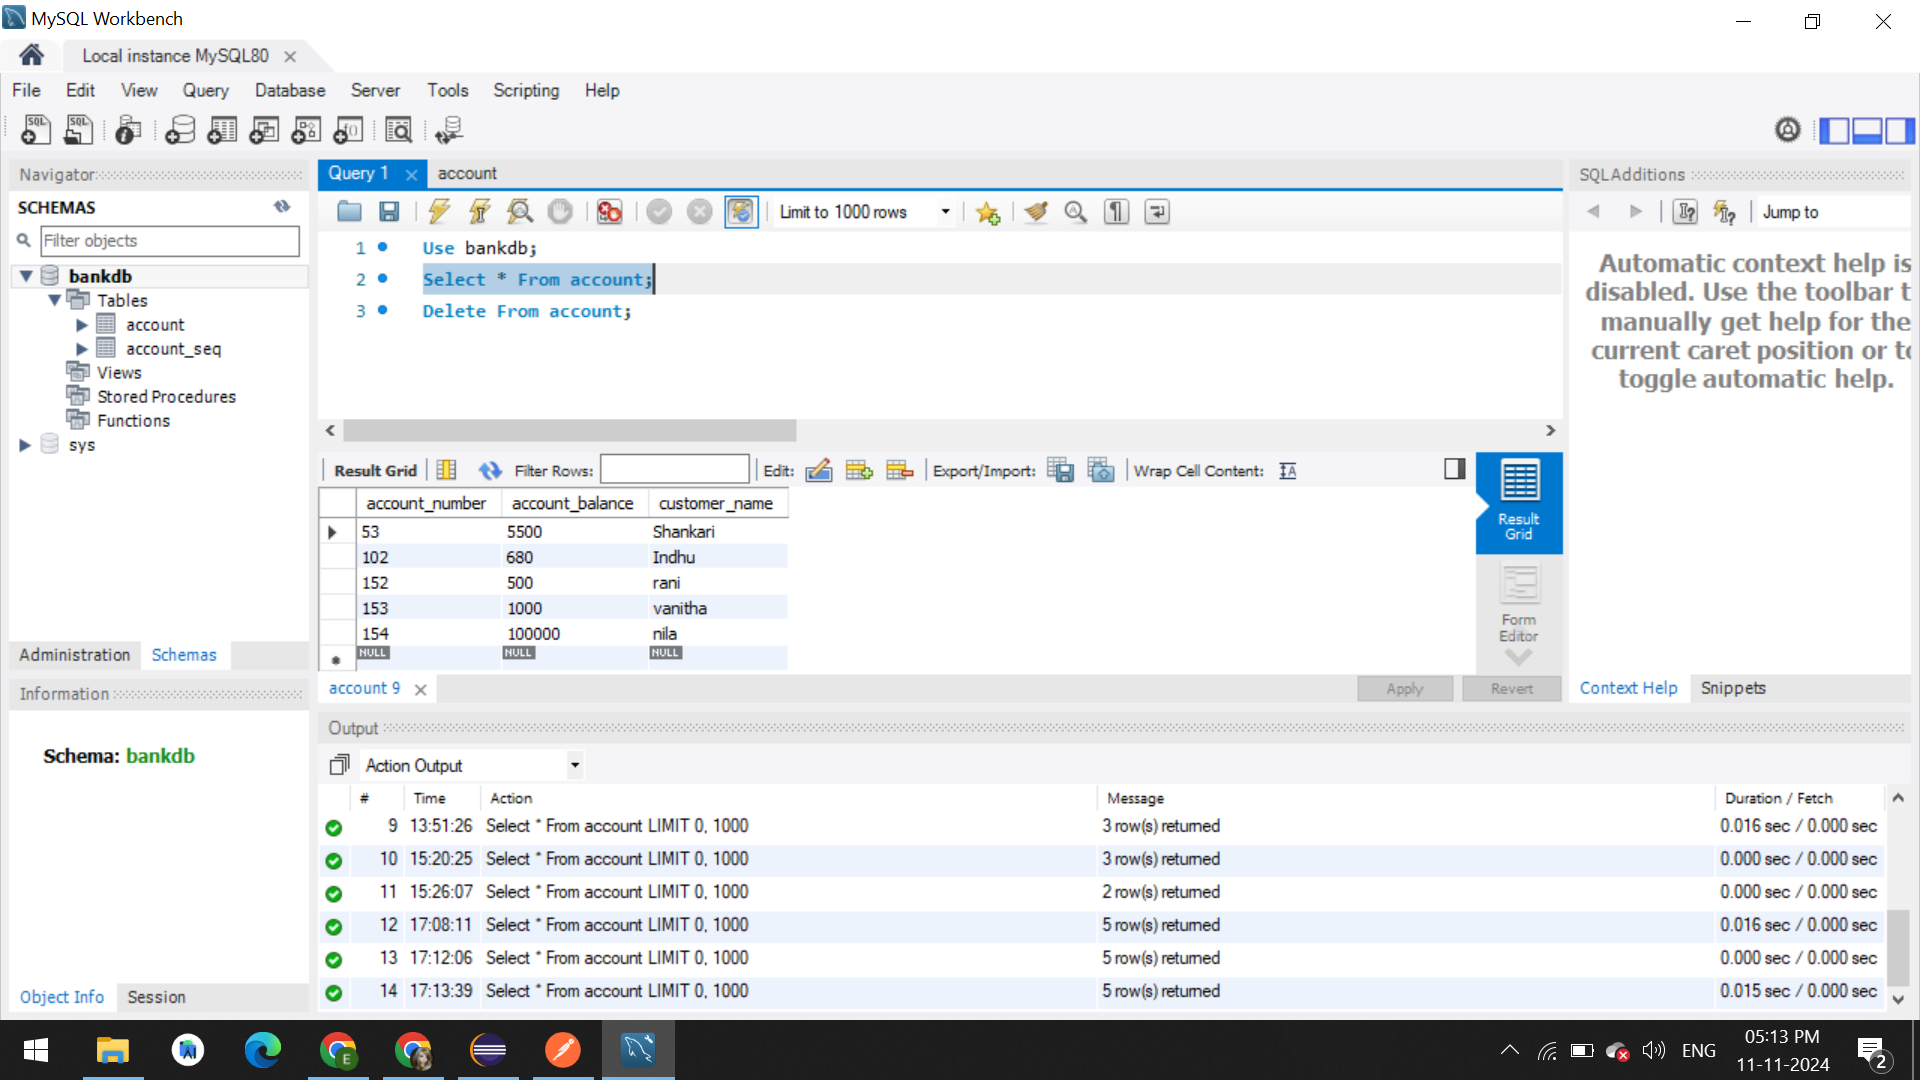 MySQL Workbench
Local instance MySQL80
File Edit View Query Database Server Tools Scripting Help
Navigator
SCHEMAS
Filter objects
bankdb
Tables
account
account_seq
Views
Stored Procedures
Functions
sys
Administration Schemas
Information
Schema: bankdb
Object Info Session
Query 1 account
Limit to 1000 rows
1 Use bankdb;
2 Select * From account;
3 Delete From account;
Result Grid Filter Rows: Edit: Export/Import: Wrap Cell Content:
account_number account_balance customer_name
53 5500 Shankari
102 680 Indhu
152 500 rani
153 1000 vanitha
154 100000 nila
NULL NULL NULL
Result
Grid
Form
Editor
account 9 Apply Revert
SQLAdditions
Jump to
Automatic context help is
disabled. Use the toolbar t
manually get help for the
current caret position or to
toggle automatic help.
Context Help Snippets
Output
Action Output
# Time Action Message Duration / Fetch
9 13:51:26 Select * From account LIMIT 0, 1000 3 row(s) returned 0.016 sec / 0.000 sec
10 15:20:25 Select * From account LIMIT 0, 1000 3 row(s) returned 0.000 sec / 0.000 sec
11 15:26:07 Select * From account LIMIT 0, 1000 2 row(s) returned 0.000 sec / 0.000 sec
12 17:08:11 Select * From account LIMIT 0, 1000 5 row(s) returned 0.016 sec / 0.000 sec
13 17:12:06 Select * From account LIMIT 0, 1000 5 row(s) returned 0.000 sec / 0.000 sec
14 17:13:39 Select * From account LIMIT 0, 1000 5 row(s) returned 0.015 sec / 0.000 sec
ENG
05:13 PM
11-11-2024
2